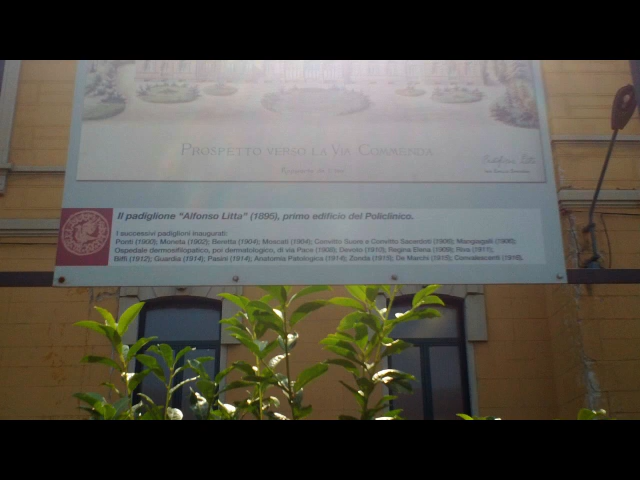 PROSPETTO VERSO LA VIA COMMENDA.
Il padiglione "Alfonso Litta" (1895), primo edificio del Policlinico.
I successivi padiglioni inaugurati:
Ponti (1900); Moneta (1902); Beretta (1904); Moscati (1904); Convitto Suore e Convitto Sacerdoti (1906); Mangiagalli (1906);
Ospedale dermosifilopatico, poi dermatologico, di via Pace (1908); Devoto (1910); Regina Elena (1909); Riva (1911);
Biffi (1912); Guardia (1914); Pasini (1914); Anatomia Patologica (1914); Zonda (1915); De Marchi (1915); Convalescenti (1915).